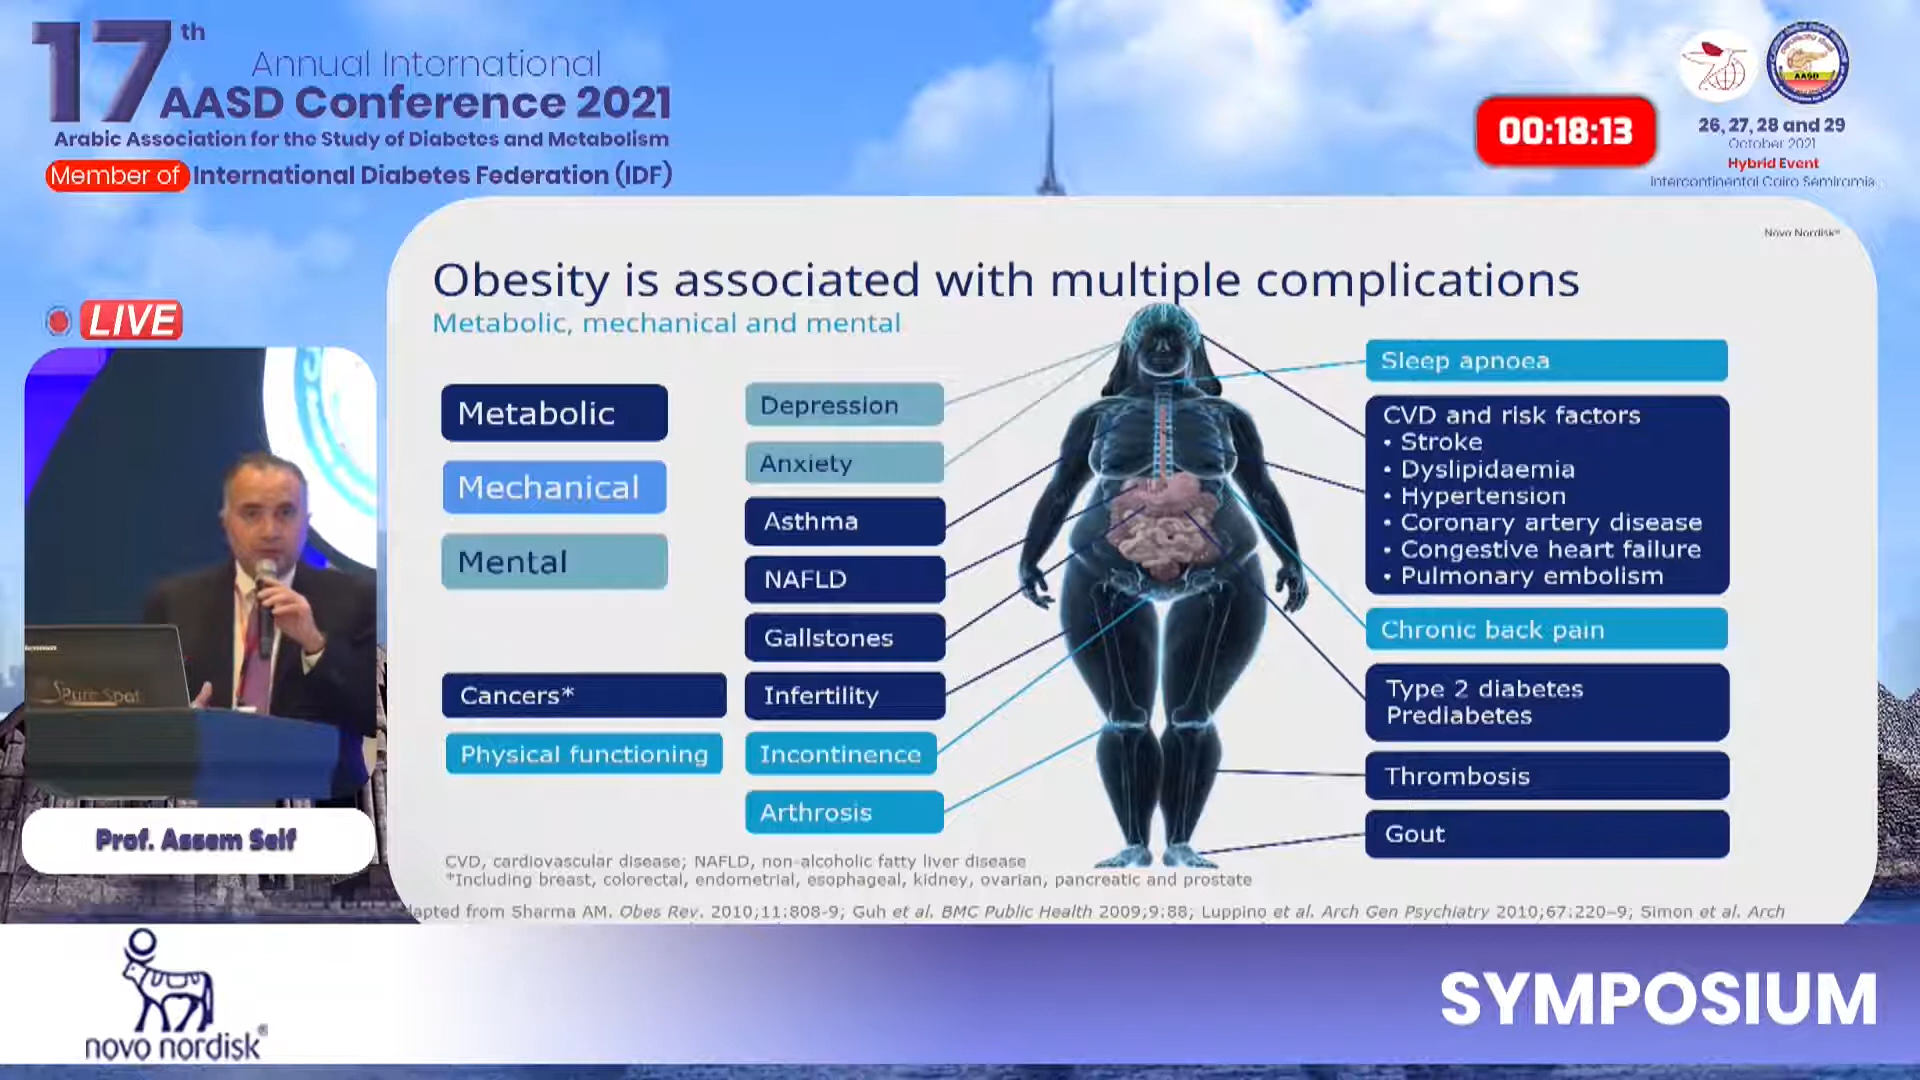 17th
Annual International
AASD Conference 2021
Arabic Association for the Study of Diabetes and Metabolism
Member of International Diabetes Federation (IDF)
00:18:13
AASD
26, 27, 28 and 29
October 2021
Hybrid Event
Intercontinental Cairo Semiramis
LIVE
Prof. Assem Seif
Novo Nordisk®
Obesity is associated with multiple complications
Metabolic, mechanical and mental
Metabolic
Mechanical
Mental
Cancers*
Physical functioning
Depression
Anxiety
Asthma
NAFLD
Gallstones
Infertility
Incontinence
Arthrosis
Sleep apnoea
CVD and risk factors
• Stroke
• Dyslipidaemia
• Hypertension
• Coronary artery disease
• Congestive heart failure
• Pulmonary embolism
Chronic back pain
Type 2 diabetes
Prediabetes
Thrombosis
Gout
CVD, cardiovascular disease; NAFLD, non-alcoholic fatty liver disease
*Including breast, colorectal, endometrial, esophageal, kidney, ovarian, pancreatic and prostate
dapted from Sharma AM. Obes Rev. 2010;11:808-9; Guh et al. BMC Public Health 2009;9:88; Luppino et al. Arch Gen Psychiatry 2010;67:220–9; Simon et al. Arch
novo nordisk®
SYMPOSIUM